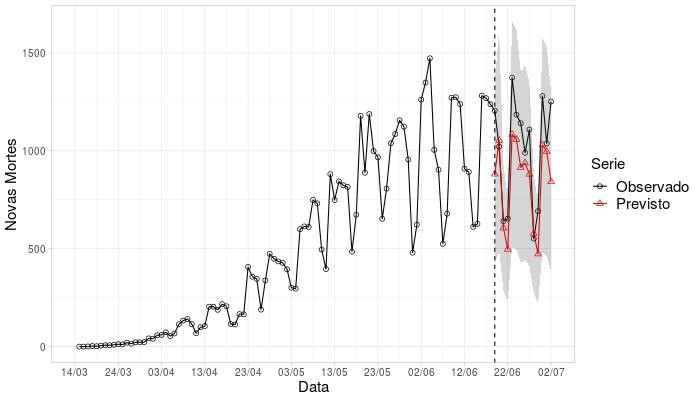 1500
1000
500
0
Novas Mortes
14/03 24/03 03/04 13/04 23/04 03/05 13/05 23/05 02/06 12/06 22/06 02/07
Data
Serie
Observado
Previsto